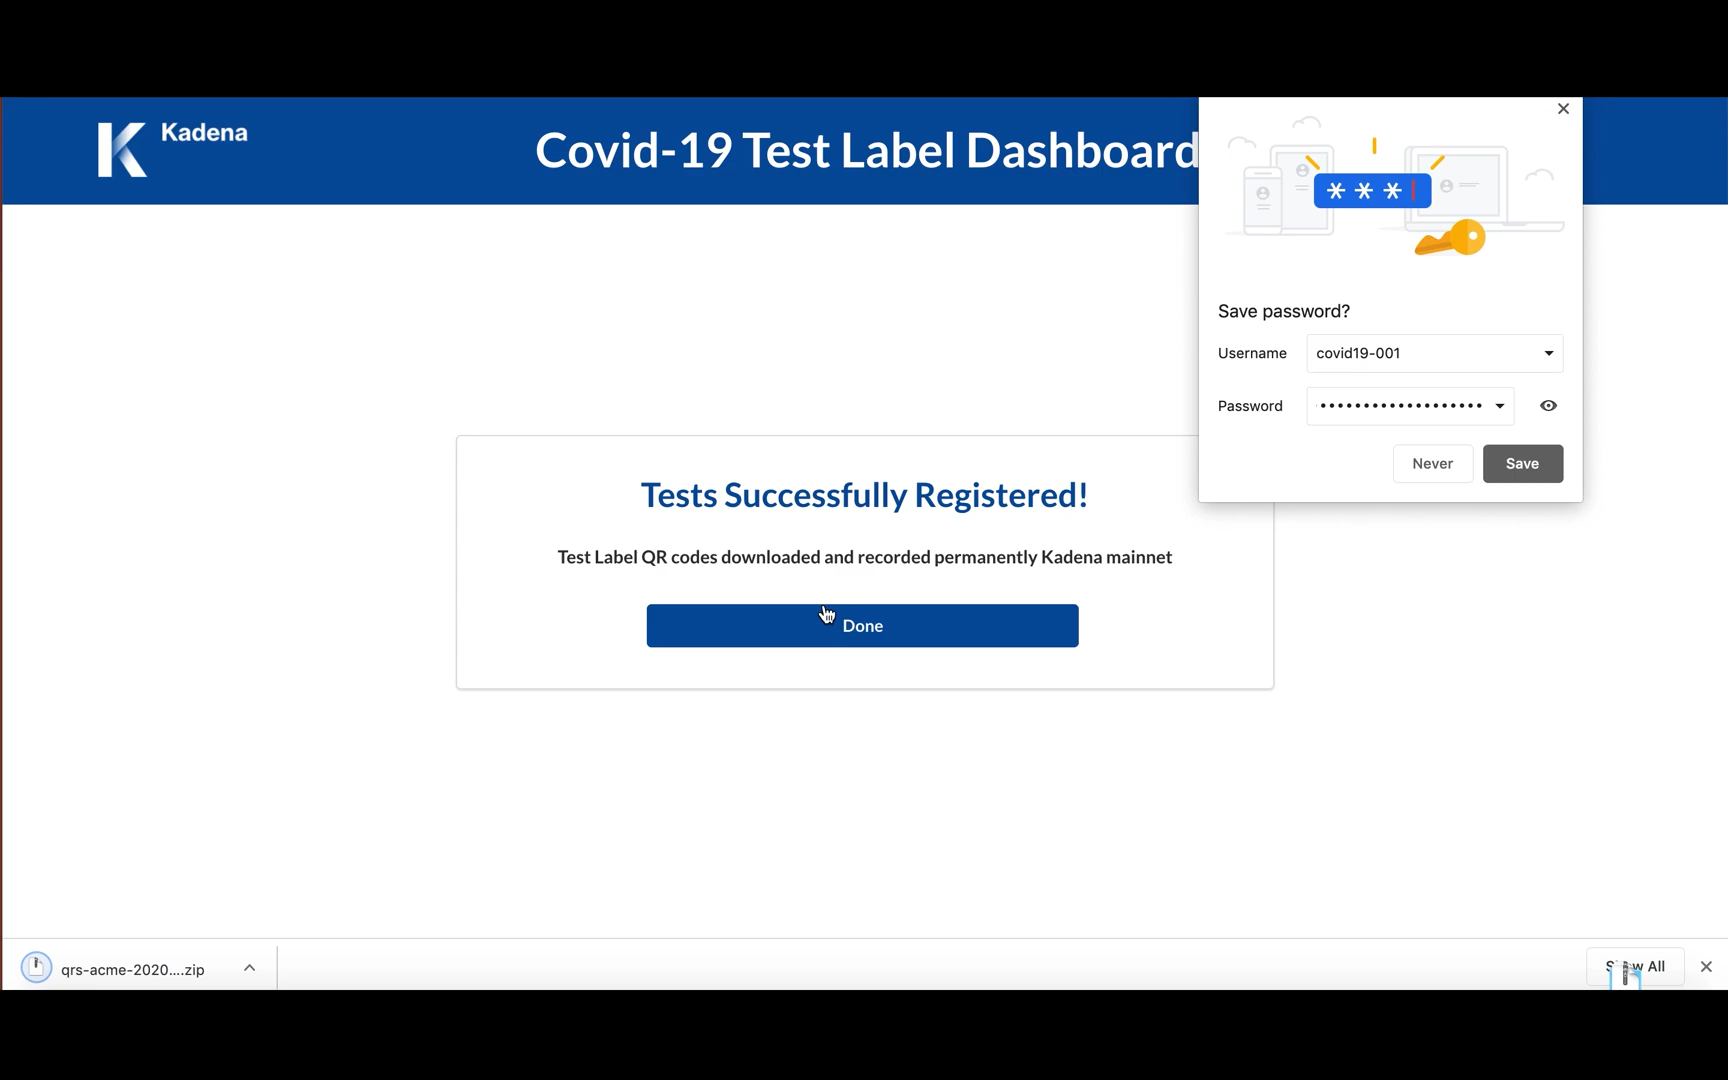 Kadena
Covid-19 Test Label Dashboard
* * *
Save password?
Username covid19-001
Password
Never Save
Tests Successfully Registered!
Test Label QR codes downloaded and recorded permanently Kadena mainnet
Done
qrs-acme-2020....zip
All